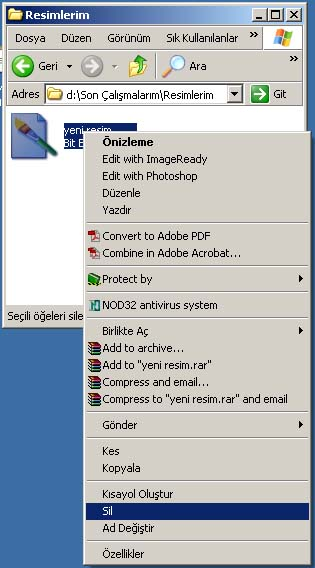 Resimlerim
Dosya Düzen Görünüm Sık Kullanılanlar »
Geri Ara »
Adres d:\Son Çalışmalarım\Resimlerim Git
yeni resim
Bit E
Önizleme
Edit with ImageReady
Edit with Photoshop
Düzenle
Yazdır
Convert to Adobe PDF
Combine in Adobe Acrobat...
Protect by
NOD32 antivirus system
Seçili öğeleri sile
Birlikte Aç
Add to archive...
Add to "yeni resim.rar"
Compress and email...
Compress to "yeni resim.rar" and email
Gönder
Kes
Kopyala
Kısayol Oluştur
Sil
Ad Değiştir
Özellikler